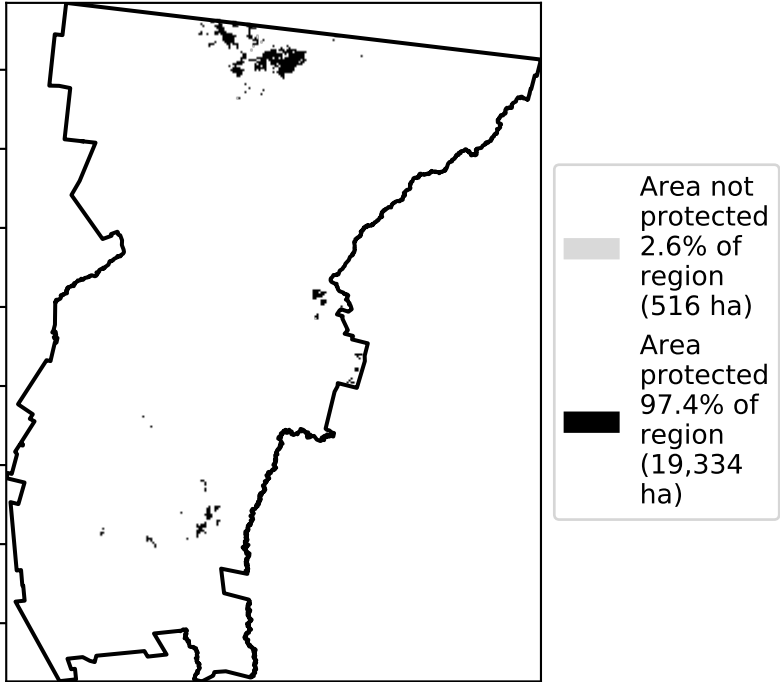 Area not
protected
2.6% of
region
(516 ha)
Area
protected
97.4% of
region
(19,334
ha)